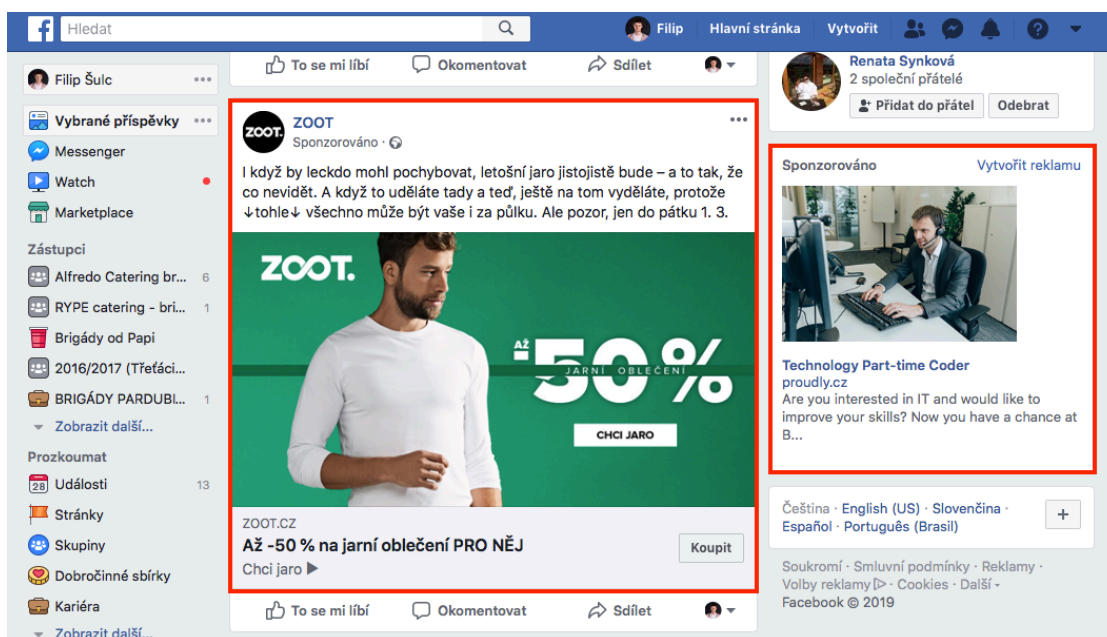 Hledat
Filip
Hlavní stránka
Vytvořit
Filip Šulc
Vybrané příspěvky
Messenger
Watch
Marketplace
Zástupci
Alfredo Catering br... 6
RYPE catering - bri... 1
Brigády od Papi
2016/2017 (Třeťáci...
BRIGÁDY PARDUBI... 1
Zobrazit další...
Prozkoumat
28 Události 13
Stránky
Skupiny
Dobročinné sbírky
Kariéra
Zobrazit další...
To se mi líbí
Okomentovat
Sdílet
ZOOT.
ZOOT
Sponzorováno ·
I když by leckdo mohl pochybovat, letošní jaro jistojistě bude – a to tak, že
co nevidět. A když to uděláte tady a teď, ještě na tom vyděláte, protože
↓tohle↓ všechno může být vaše i za půlku. Ale pozor, jen do pátku 1. 3.
ZOOT.
AŽ
-50 %
JARNÍ OBLEČENÍ
CHCI JARO
ZOOT.CZ
Až -50 % na jarní oblečení PRO NĚJ
Chci jaro ▶
Koupit
To se mi líbí
Okomentovat
Sdílet
Renata Synková
2 společní přátelé
Přidat do přátel
Odebrat
Sponzorováno
Vytvořit reklamu
Technology Part-time Coder
proudly.cz
Are you interested in IT and would like to
improve your skills? Now you have a chance at
B...
Čeština · English (US) · Slovenčina ·
Español · Português (Brasil)
Soukromí · Smluvní podmínky · Reklamy ·
Volby reklamy · Cookies · Další
Facebook © 2019